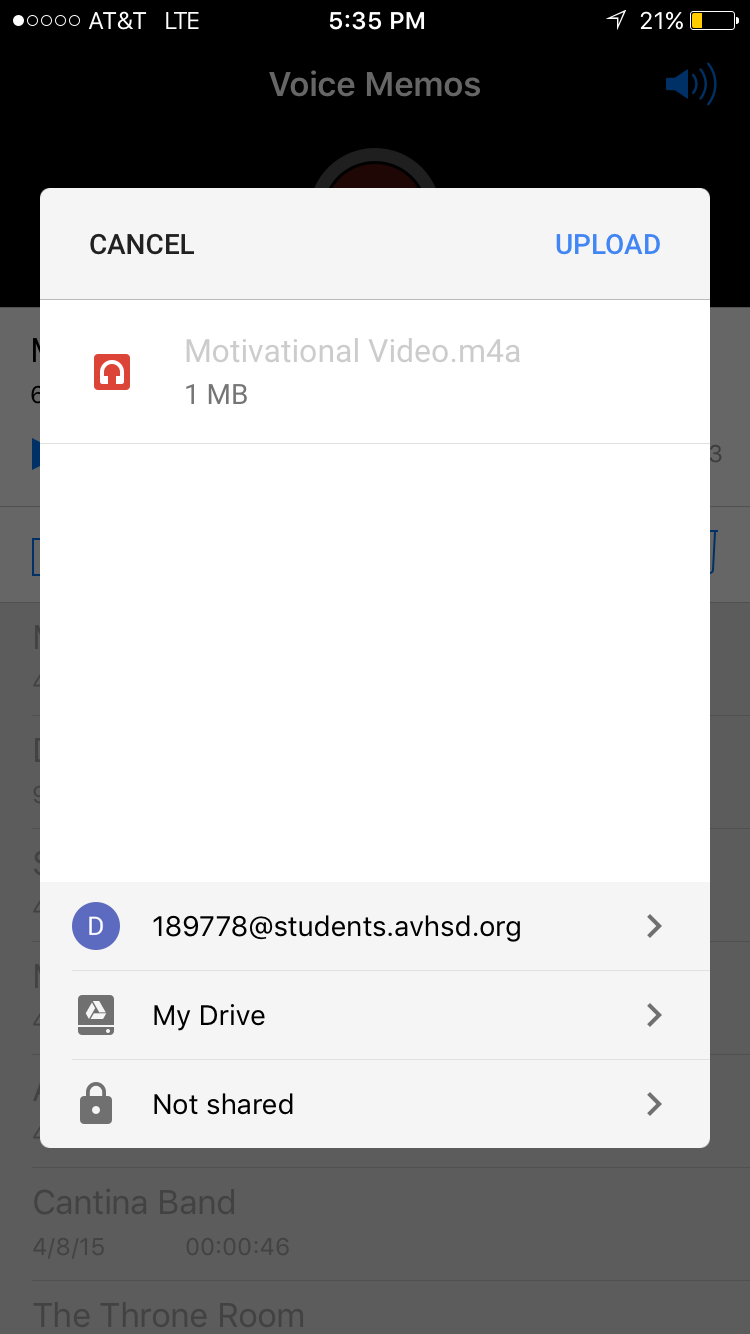 AT&T LTE 5:35 PM 21%
Voice Memos
CANCEL UPLOAD
Motivational Video.m4a
1 MB
3
D 189778@students.avhsd.org
My Drive
Not shared
Cantina Band
4/8/15 00:00:46
The Throne Room